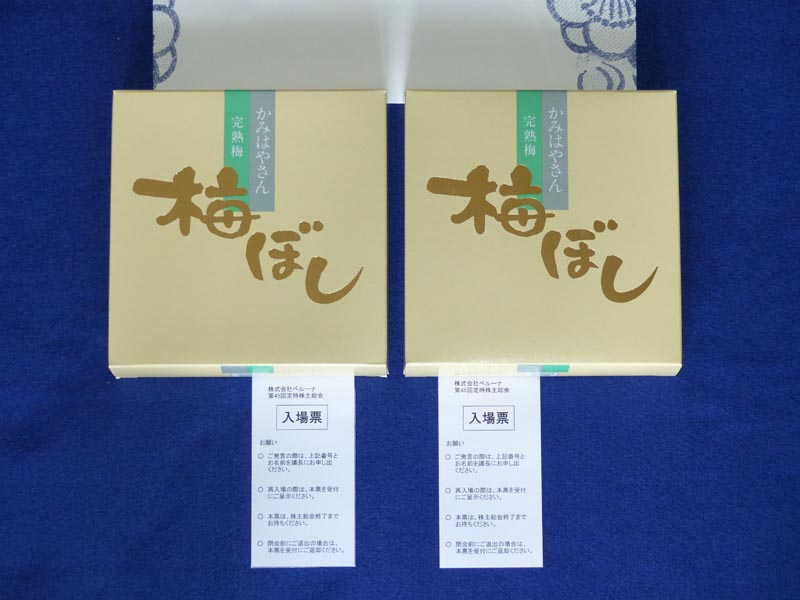 かみはやさん
完熟梅
梅ぼし
かみはやさん
完熟梅
梅ぼし
株式会社ベルーナ
第45回定時株主総会
入場票
お願い
○ ご発言の際は、上記番号と
お名前を議長にお申し出
ください。
○ 再入場の際は、本票を受付
にご呈示ください。
○ 本票は、株主総会終了まで
お持ちください。
○ 閉会前にご退出の場合は、
本票を受付にご返却ください。
株式会社ベルーナ
第45回定時株主総会
入場票
お願い
○ ご発言の際は、上記番号と
お名前を議長にお申し出
ください。
○ 再入場の際は、本票を受付
にご呈示ください。
○ 本票は、株主総会終了まで
お持ちください。
○ 閉会前にご退出の場合は、
本票を受付にご返却ください。